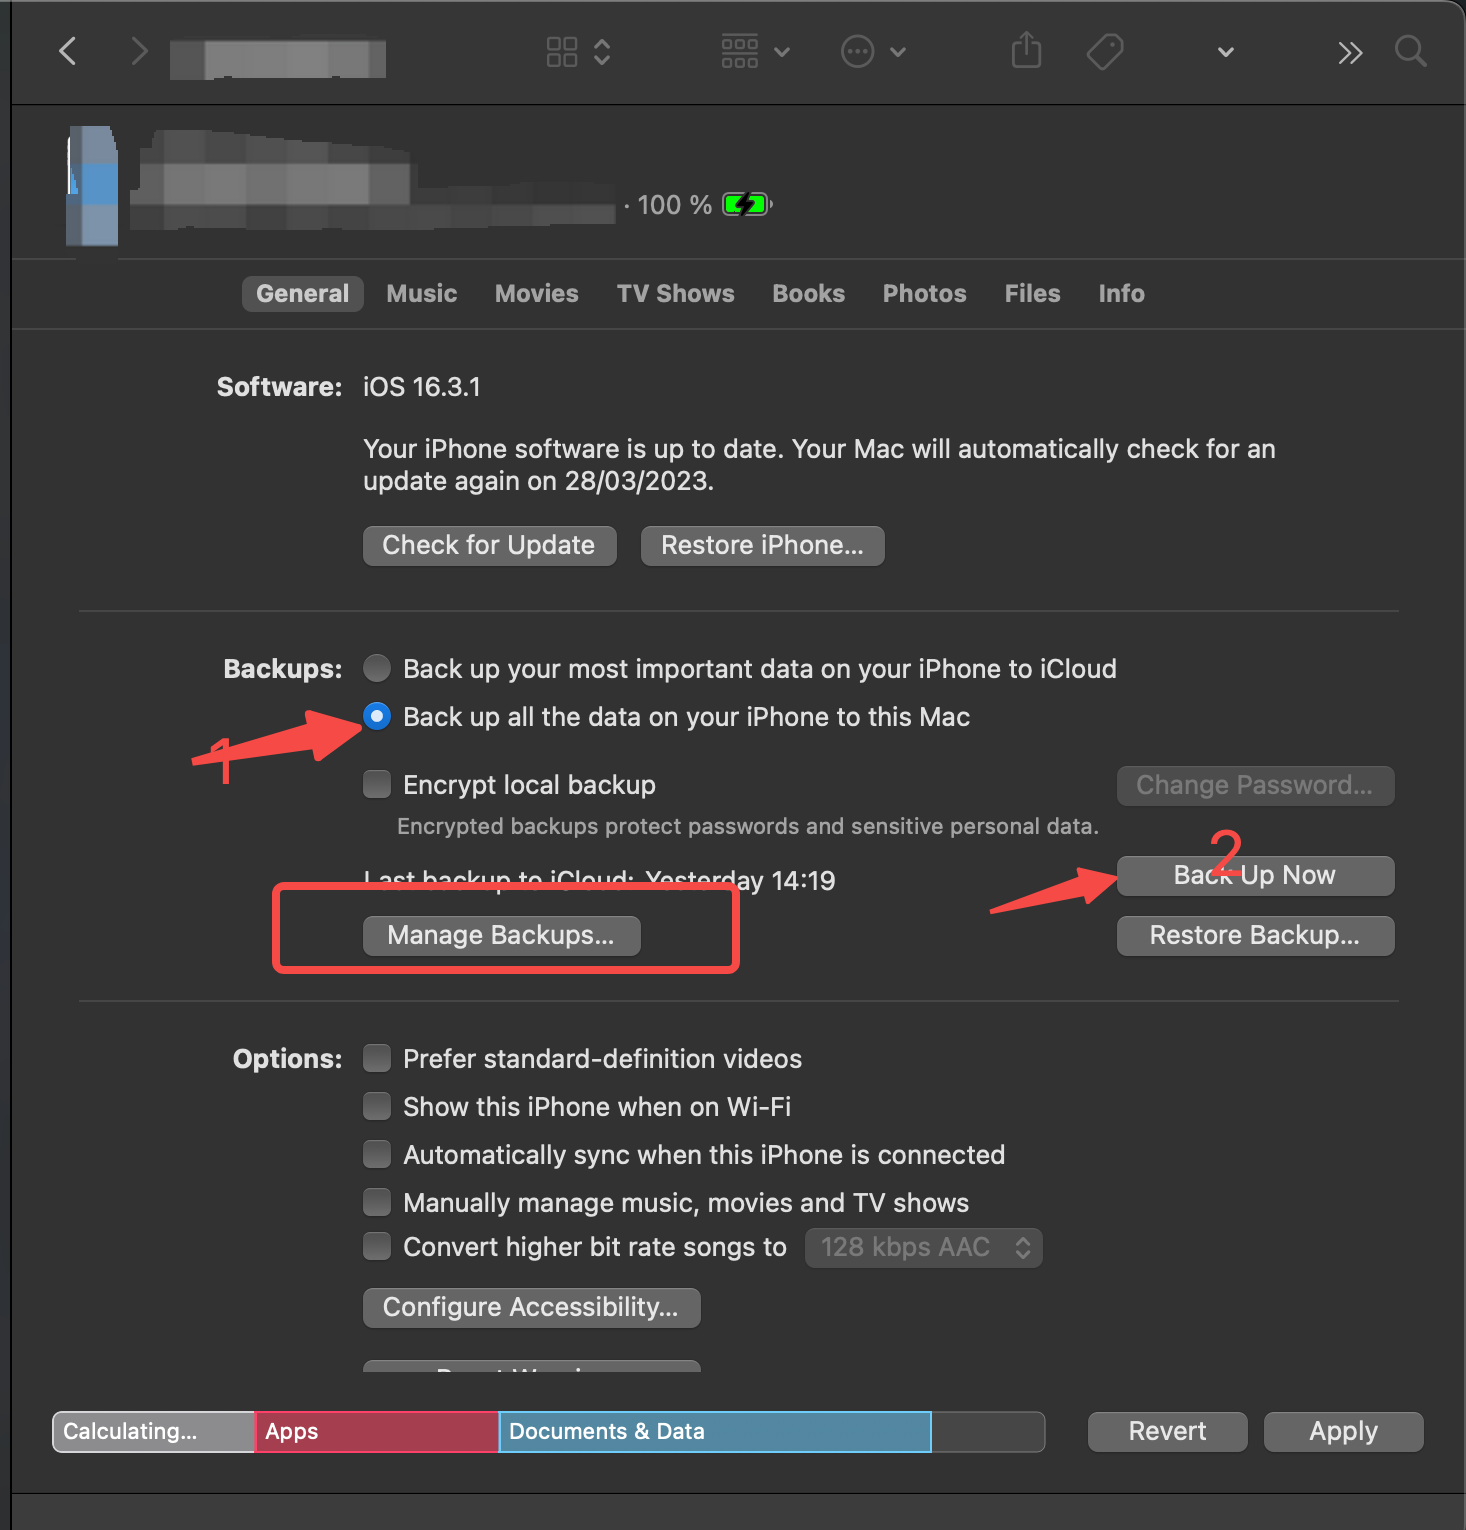 · 100 %
General Music Movies TV Shows Books Photos Files Info
Software: iOS 16.3.1
Your iPhone software is up to date. Your Mac will automatically check for an
update again on 28/03/2023.
Check for Update Restore iPhone...
Backups: Back up your most important data on your iPhone to iCloud
Back up all the data on your iPhone to this Mac
1
Encrypt local backup Change Password...
Encrypted backups protect passwords and sensitive personal data.
2
Last backup to iCloud: Yesterday 14:19 Back Up Now
Manage Backups... Restore Backup...
Options: Prefer standard-definition videos
Show this iPhone when on Wi-Fi
Automatically sync when this iPhone is connected
Manually manage music, movies and TV shows
Convert higher bit rate songs to 128 kbps AAC
Configure Accessibility...
Calculating... Apps Documents & Data Revert Apply